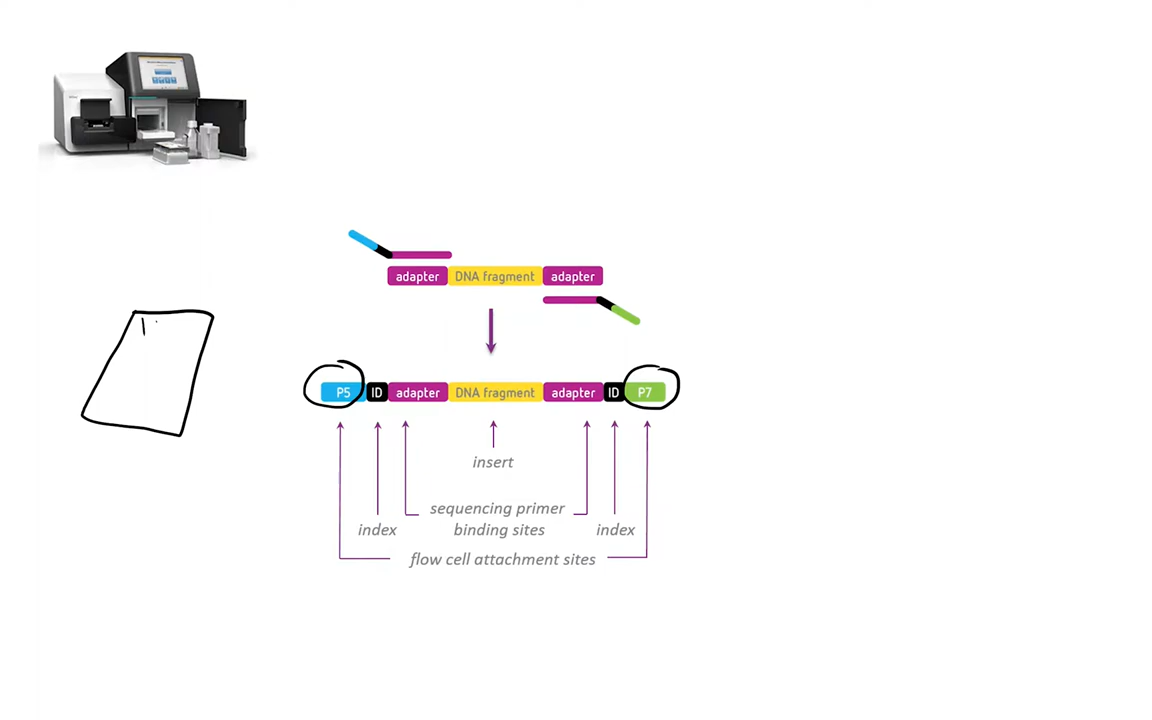 adapter DNA fragment adapter
P5 ID adapter DNA fragment adapter ID P7
insert
sequencing primer
binding sites
index index
flow cell attachment sites